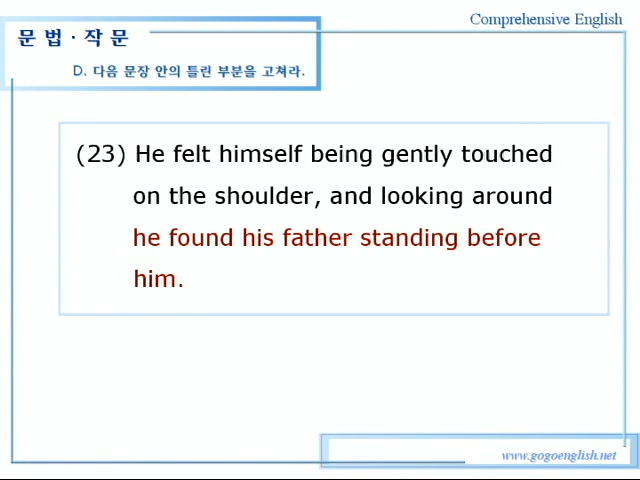 Comprehensive English
문 법 · 작 문
D. 다음 문장 안의 틀린 부분을 고쳐라.
(23) He felt himself being gently touched
on the shoulder, and looking around
he found his father standing before
him.
www.gogoenglish.net